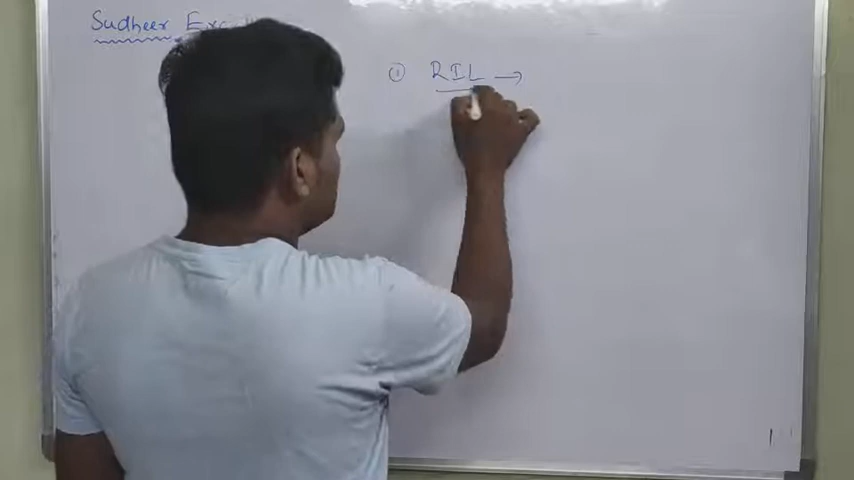 Sudheer
① RIL →